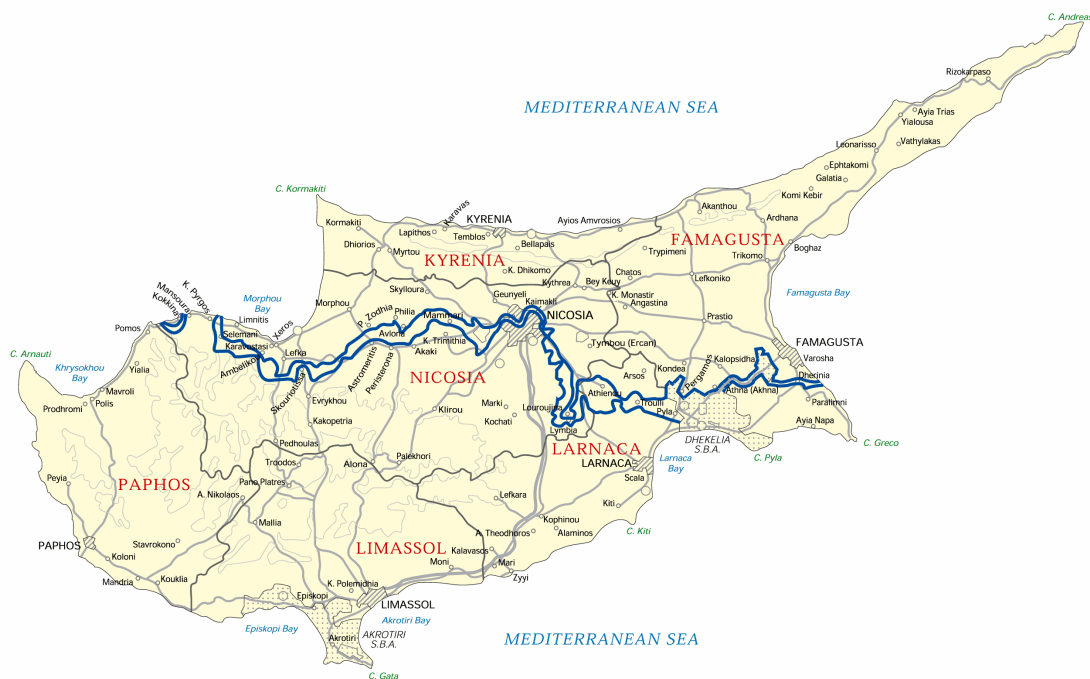 C. Andreas
Rizokarpaso
MEDITERRANEAN SEA
Ayia Trias
Yialousa
Leonarisso
Vathylakas
Ephtakomi
Galatia
C. Kormakiti
Komi Kebir
Akanthou
Karavas
KYRENIA
Ayios Amvrosios
Ardhana
Kormakiti
Lapithos
Temblos
Dhiorios
Myrtou
Bellapais
FAMAGUSTA
Boghaz
Trypimeni
Trikomo
KYRENIA
K. Dhikomo
Chatos
Lefkoniko
Kythrea
Bey Keuy
K. Pyrgos
Mansoura
Kokkina
Morphou
Bay
Skylloura
Geunyeli
K. Monastir
Angastina
Famagusta Bay
Morphou
Kaimakli
P. Zodhia
Philia
Mammari
NICOSIA
Prastio
Limnitis
Xeros
Pomos
Selemani
Avlona
K. Trimithia
Tymbou (Ercan)
FAMAGUSTA
Karavostasi
Lefka
Akaki
C. Arnauti
Ambelikou
Astromeritis
Peristerona
Kondea
Pergamos
Kalopsidha
Varosha
Khrysokhou
Bay
Yialia
Skouriotissa
NICOSIA
Arsos
Dherinia
Mavroli
Athienou
Athna (Akhna)
Prodhromi
Polis
Evrykhou
Marki
Louroujina
Troulli
Paralimni
Klirou
Pyla
Kakopetria
Kochati
Lymbia
Ayia Napa
Pedhoulas
DHEKELIA
S.B.A.
C. Greco
LARNACA
Larnaca
Bay
C. Pyla
Troodos
Alona
Palekhori
LARNACA
Peyia
PAPHOS
Pano Platres
Scala
A. Nikolaos
Lefkara
Kiti
Mallia
Kophinou
C. Kiti
A. Theodhoros
Alaminos
PAPHOS
Stavrokono
LIMASSOL
Kalavasos
Koloni
Moni
Mari
Mandria
Kouklia
K. Polemidhia
Zyyi
Episkopi
LIMASSOL
Episkopi Bay
Akrotiri Bay
Akrotiri
AKROTIRI
S.B.A.
MEDITERRANEAN SEA
C. Gata